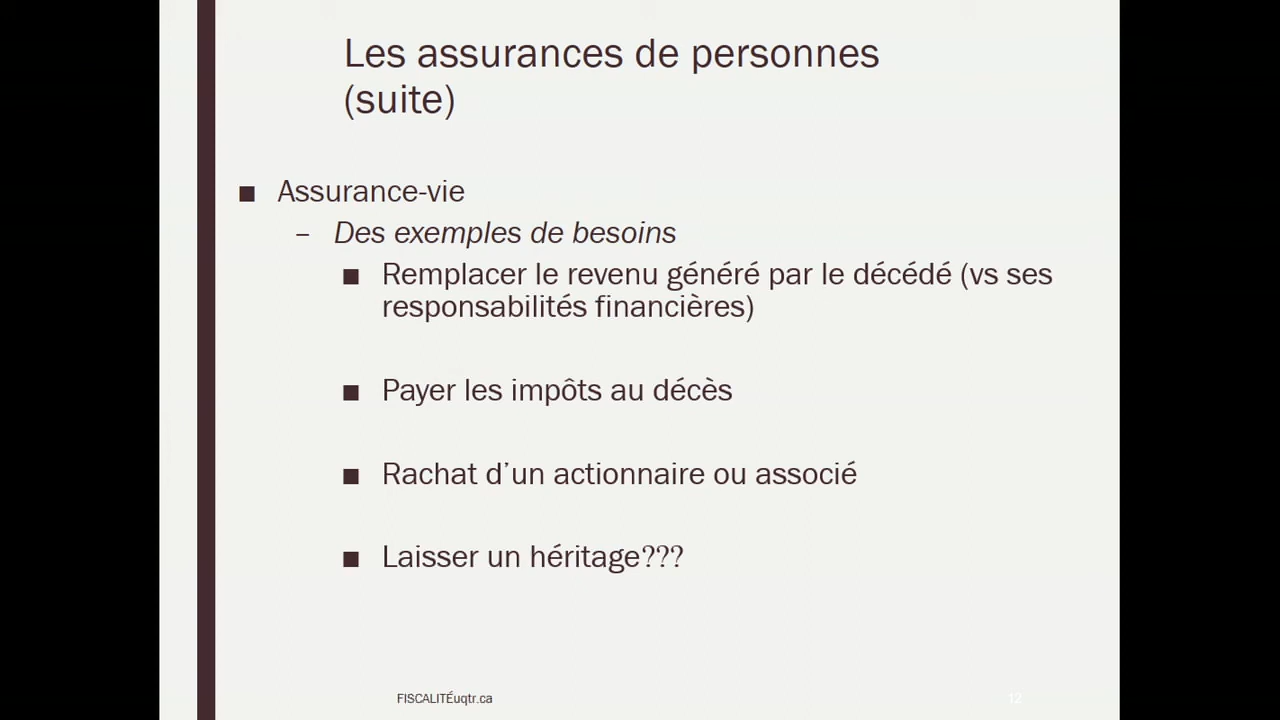 Les assurances de personnes
(suite)
■ Assurance-vie
– Des exemples de besoins
■ Remplacer le revenu généré par le décédé (vs ses
responsabilités financières)
■ Payer les impôts au décès
■ Rachat d’un actionnaire ou associé
■ Laisser un héritage???
FISCALITÉuqtr.ca
12